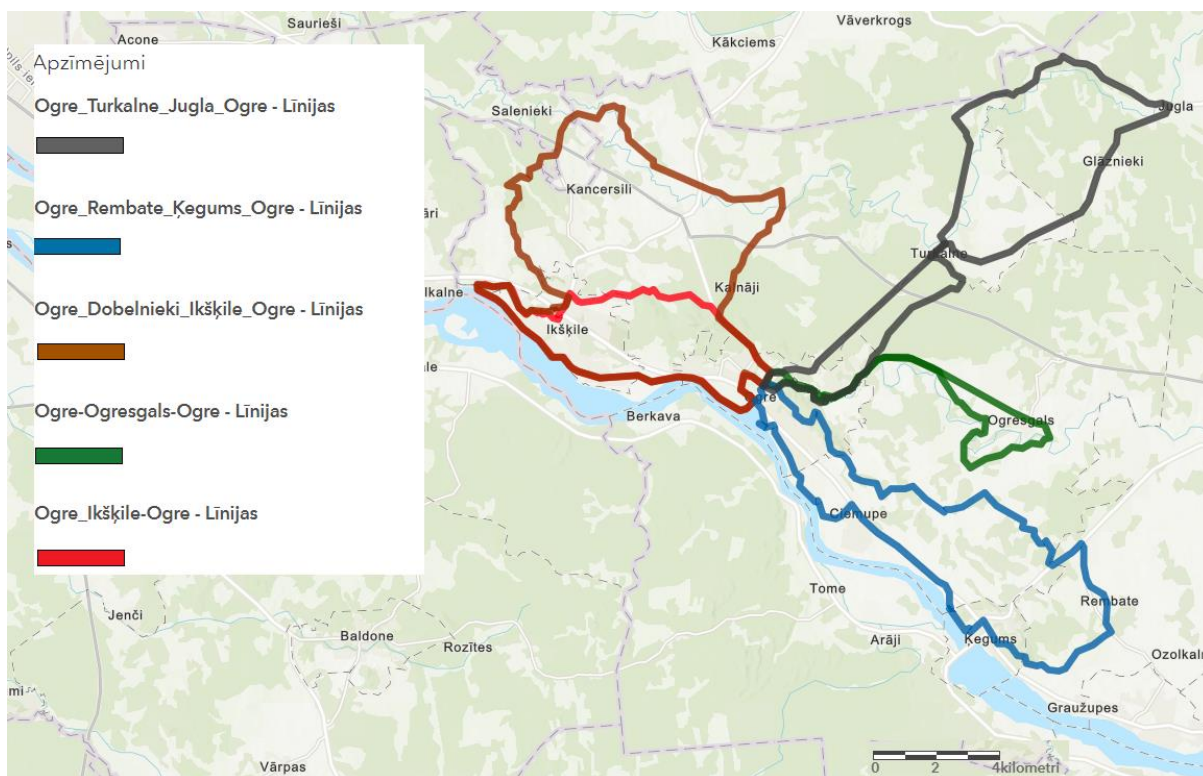 Saurieši
Vāverkrogs
Acone
Kākciems
Apzīmējumi
Ogre_Turkalne_Jugla_Ogre - Līnijas
Salenieki
Jugla
Glāznieki
Kancersili
Ogre_Rembate_Ķegums_Ogre - Līnijas
Turkalne
Kalnāji
Ogre_Dobelnieki_Ikšķile_Ogre - Līnijas
Ikšķile
Ogre
Ogre-Ogresgals-Ogre - Līnijas
Berkava
Ogresgals
Ogre_Ikšķile-Ogre - Līnijas
Ciemupe
Tome
Rembate
Jenči
Baldone
Rozītes
Arāji
Ķegums
Graužupes
Vārpas
0 2 4kilometri